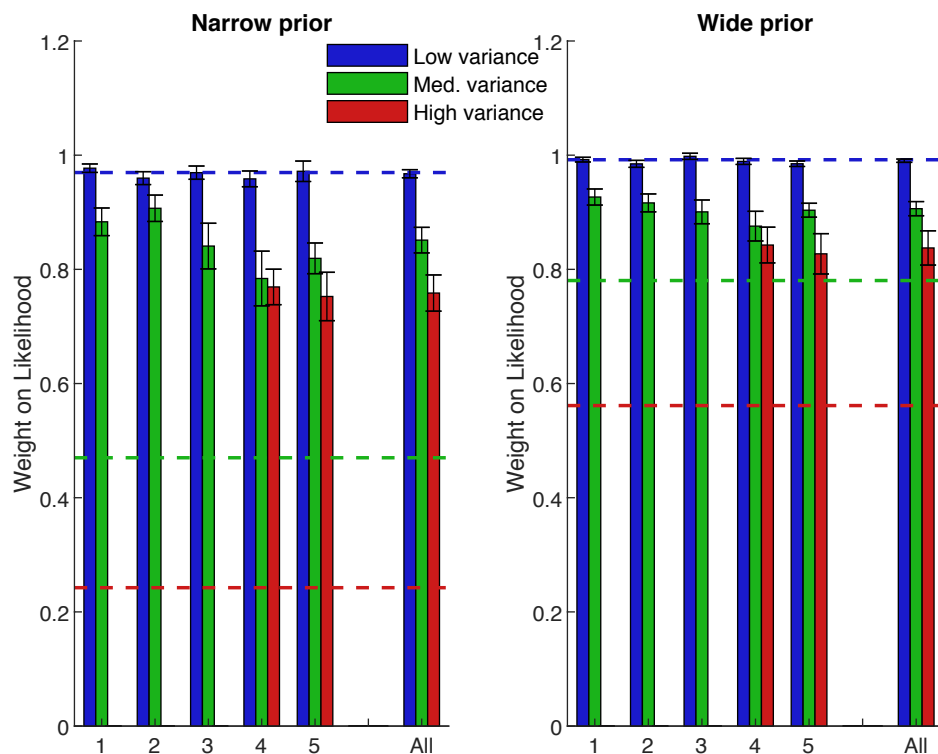 Narrow prior
Wide prior
Low variance
Med. variance
High variance
Weight on Likelihood
1.2
1
0.8
0.6
0.4
0.2
0
1 2 3 4 5 All
Weight on Likelihood
1.2
1
0.8
0.6
0.4
0.2
0
1 2 3 4 5 All